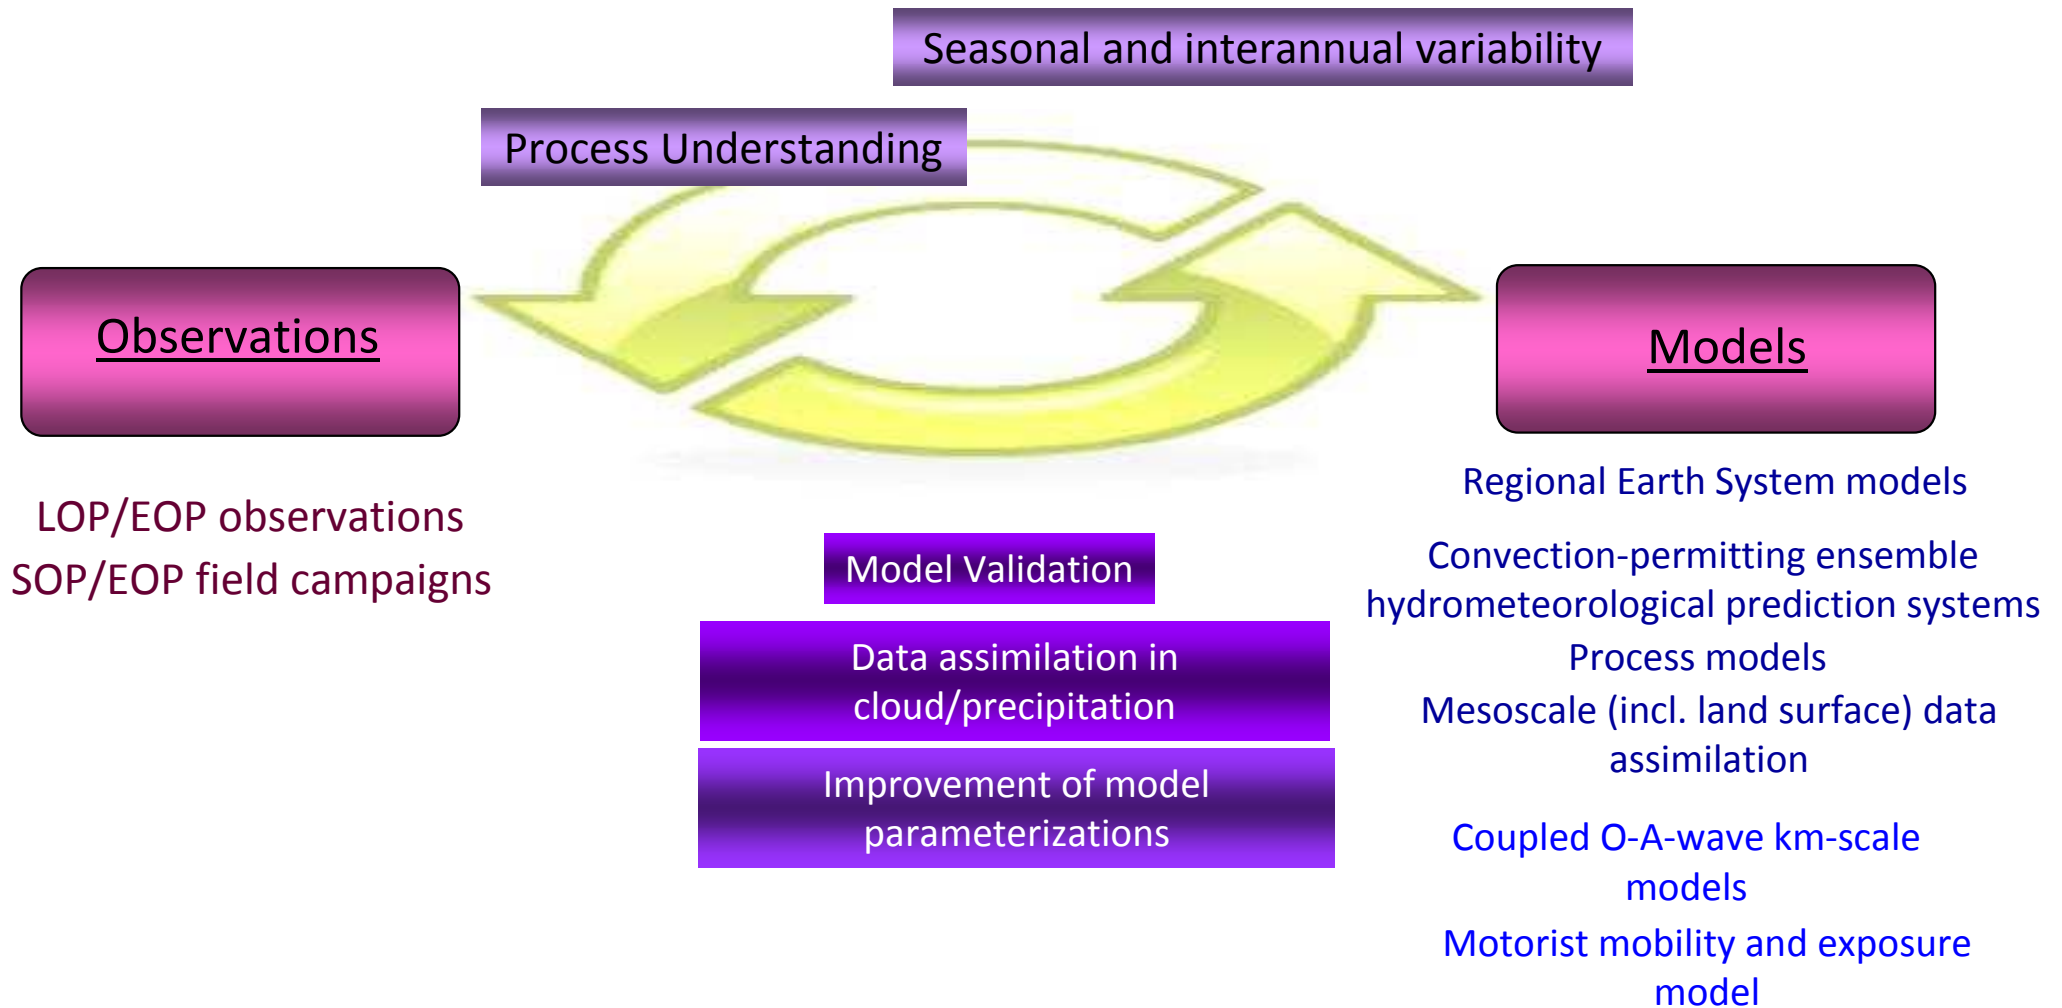 Seasonal and interannual variability
Process Understanding
Observations
Models
LOP/EOP observations
SOP/EOP field campaigns
Model Validation
Data assimilation in
cloud/precipitation
Improvement of model
parameterizations
Regional Earth System models
Convection-permitting ensemble
hydrometeorological prediction systems
Process models
Mesoscale (incl. land surface) data
assimilation
Coupled O-A-wave km-scale
models
Motorist mobility and exposure
model